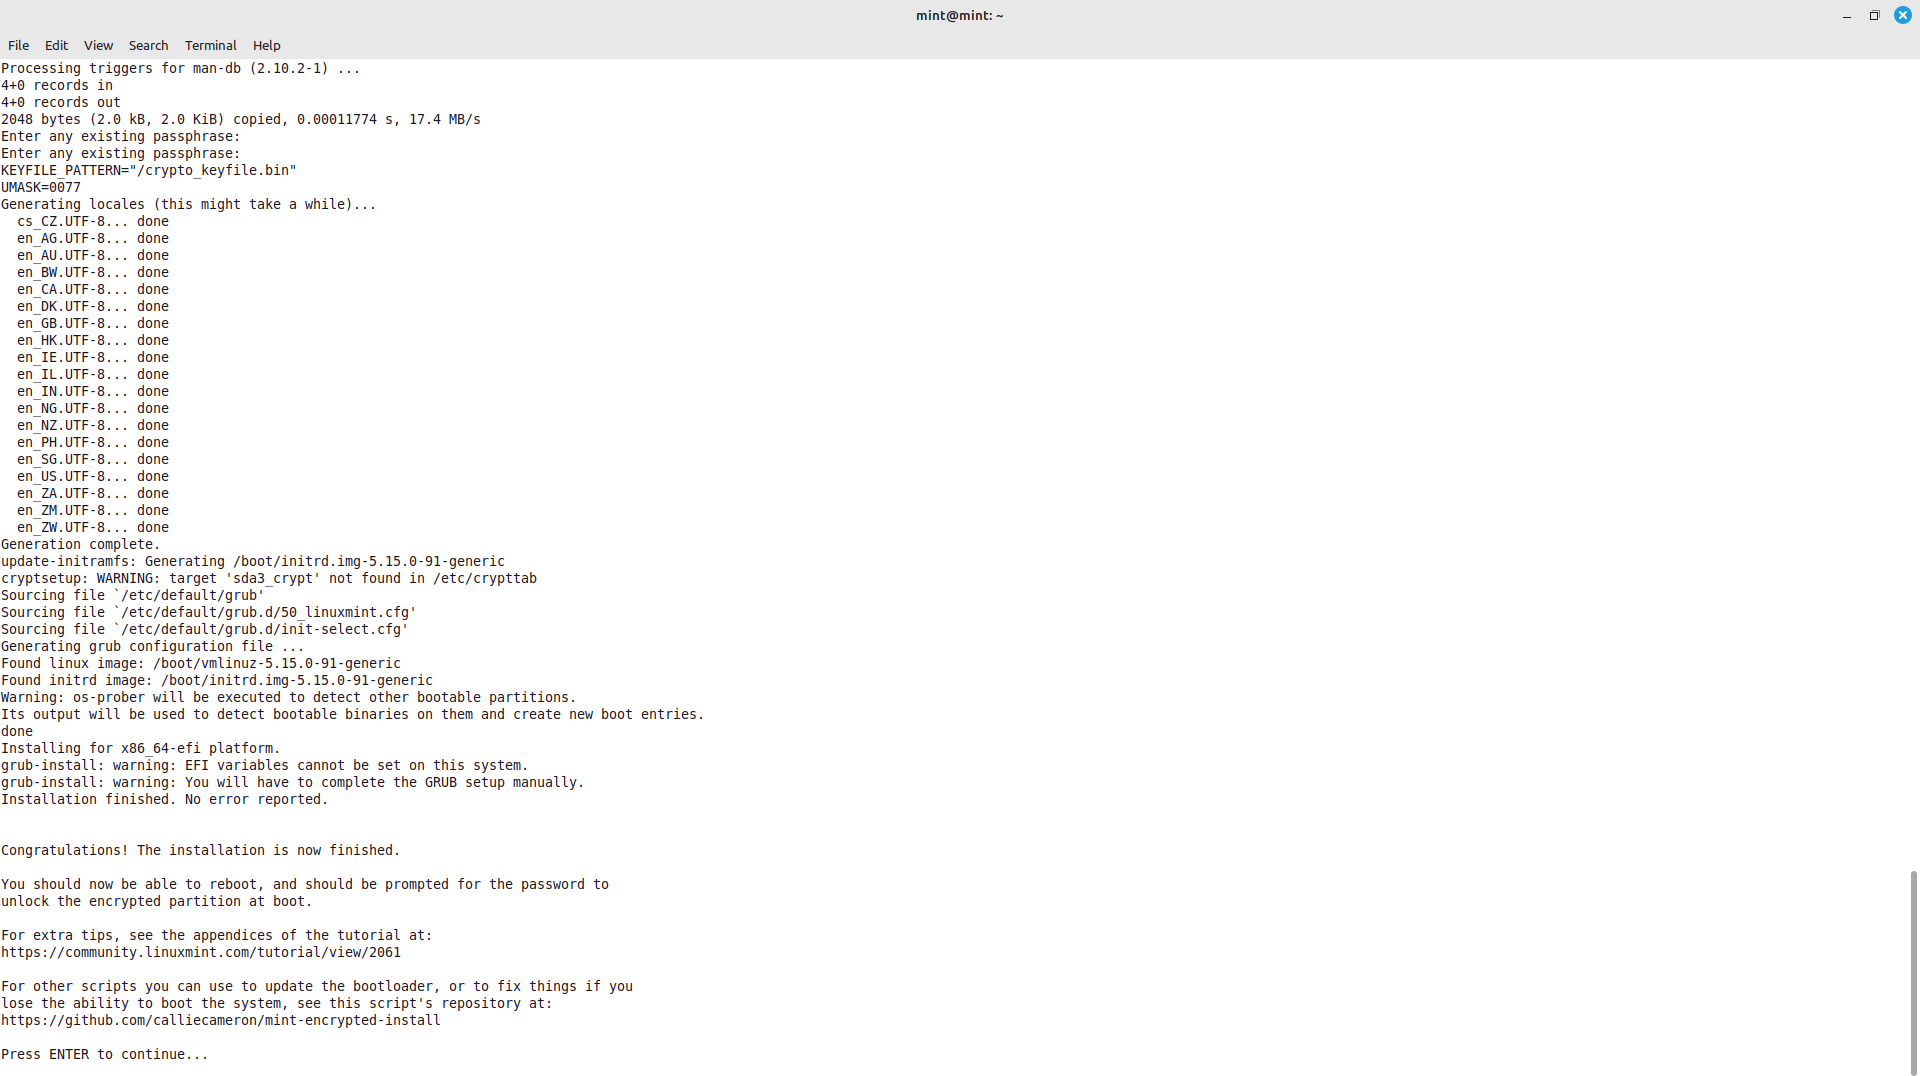 mint@mint: ~
File Edit View Search Terminal Help
Processing triggers for man-db (2.10.2-1) ...
4+0 records in
4+0 records out
2048 bytes (2.0 kB, 2.0 KiB) copied, 0.00011774 s, 17.4 MB/s
Enter any existing passphrase:
Enter any existing passphrase:
KEYFILE_PATTERN="/crypto_keyfile.bin"
UMASK=0077
Generating locales (this might take a while)...
  cs_CZ.UTF-8... done
  en_AG.UTF-8... done
  en_AU.UTF-8... done
  en_BW.UTF-8... done
  en_CA.UTF-8... done
  en_DK.UTF-8... done
  en_GB.UTF-8... done
  en_HK.UTF-8... done
  en_IE.UTF-8... done
  en_IL.UTF-8... done
  en_IN.UTF-8... done
  en_NG.UTF-8... done
  en_NZ.UTF-8... done
  en_PH.UTF-8... done
  en_SG.UTF-8... done
  en_US.UTF-8... done
  en_ZA.UTF-8... done
  en_ZM.UTF-8... done
  en_ZW.UTF-8... done
Generation complete.
update-initramfs: Generating /boot/initrd.img-5.15.0-91-generic
cryptsetup: WARNING: target 'sda3_crypt' not found in /etc/crypttab
Sourcing file `/etc/default/grub'
Sourcing file `/etc/default/grub.d/50_linuxmint.cfg'
Sourcing file `/etc/default/grub.d/init-select.cfg'
Generating grub configuration file ...
Found linux image: /boot/vmlinuz-5.15.0-91-generic
Found initrd image: /boot/initrd.img-5.15.0-91-generic
Warning: os-prober will be executed to detect other bootable partitions.
Its output will be used to detect bootable binaries on them and create new boot entries.
done
Installing for x86_64-efi platform.
grub-install: warning: EFI variables cannot be set on this system.
grub-install: warning: You will have to complete the GRUB setup manually.
Installation finished. No error reported.
Congratulations! The installation is now finished.
You should now be able to reboot, and should be prompted for the password to
unlock the encrypted partition at boot.
For extra tips, see the appendices of the tutorial at:
https://community.linuxmint.com/tutorial/view/2061
For other scripts you can use to update the bootloader, or to fix things if you
lose the ability to boot the system, see this script's repository at:
https://github.com/calliecameron/mint-encrypted-install
Press ENTER to continue...